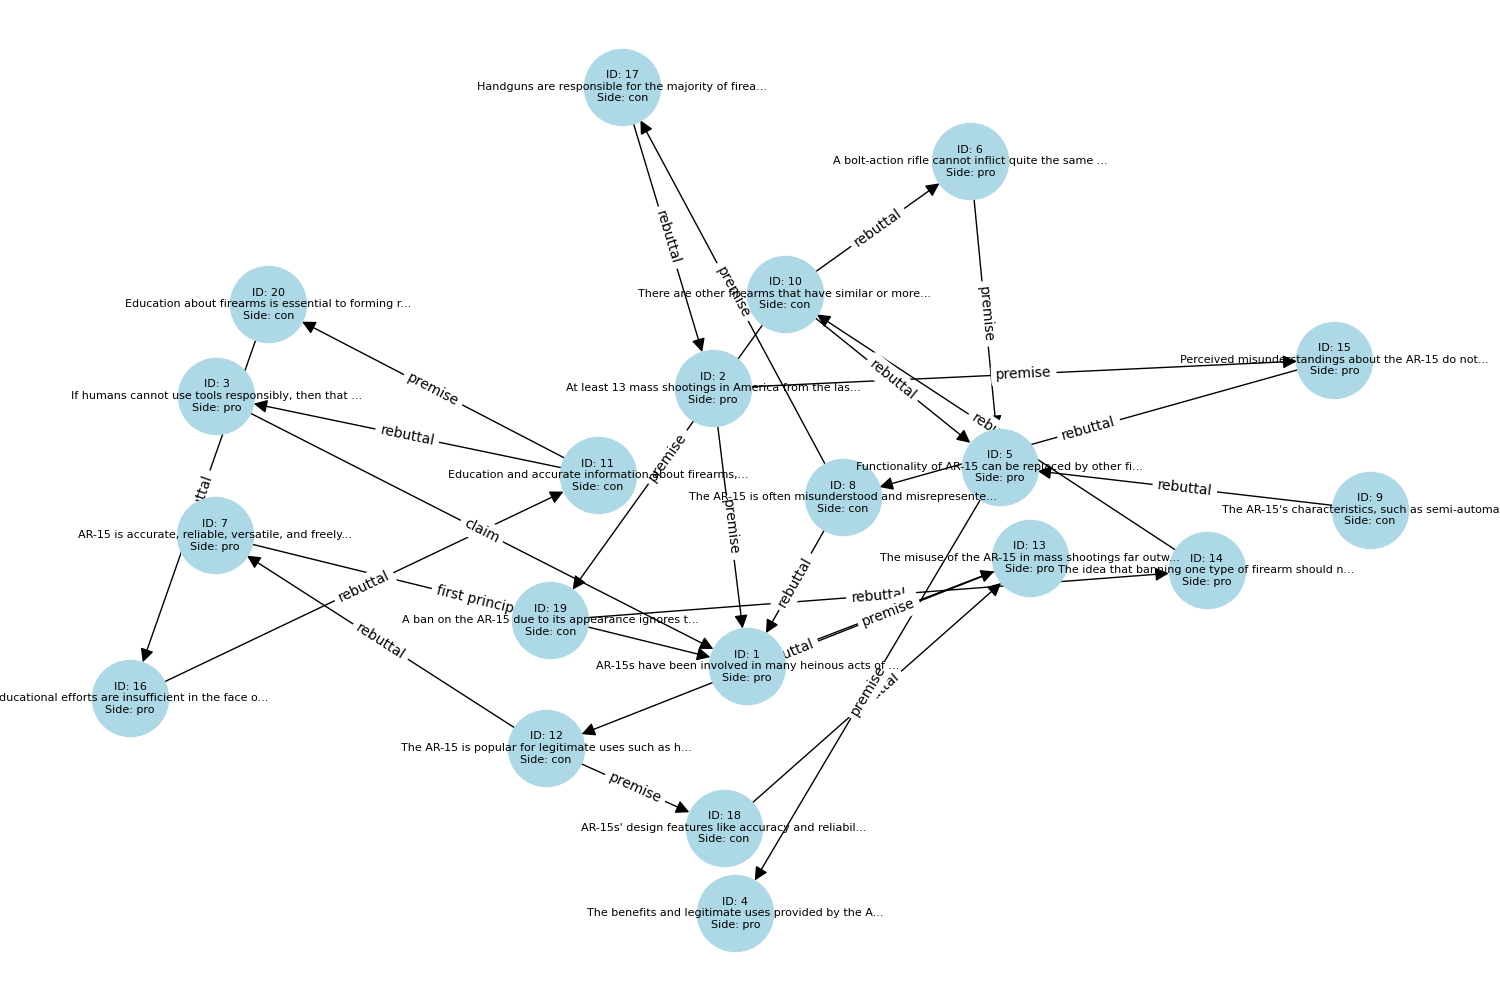 ID: 17
Handguns are responsible for the majority of firea...
Side: con
ID: 6
A bolt-action rifle cannot inflict quite the same ...
Side: pro
rebuttal
rebuttal
ID: 20
Education about firearms is essential to forming r...
Side: con
premise
ID: 10
There are other firearms that have similar or more...
Side: con
premise
ID: 15
Perceived misunderstandings about the AR-15 do not...
Side: pro
ID: 3
If humans cannot use tools responsibly, then that ...
Side: pro
premise
ID: 2
At least 13 mass shootings in America from the las...
Side: pro
rebuttal
premise
rebuttal
rebuttal
ID: 11
Education and accurate information about firearms,...
Side: con
premise
ID: 5
Functionality of AR-15 can be replaced by other fi...
Side: pro
ID: 8
The AR-15 is often misunderstood and misrepresente...
Side: con
rebuttal
ID: 9
The AR-15's characteristics, such as semi-automa
Side: con
ID: 7
AR-15 is accurate, reliable, versatile, and freely...
Side: pro
claim
premise
ID: 13
The misuse of the AR-15 in mass shootings far outw...
Side: pro
ID: 14
The idea that banning one type of firearm should n...
Side: pro
rebuttal
first princip
rebuttal
rebuttal
premise
ID: 19
A ban on the AR-15 due to its appearance ignores t...
Side: con
rebuttal
ID: 1
AR-15s have been involved in many heinous acts of ...
Side: pro
ID: 16
ducational efforts are insufficient in the face o...
Side: pro
premise
ID: 12
The AR-15 is popular for legitimate uses such as h...
Side: con
premise
ID: 18
AR-15s' design features like accuracy and reliabil...
Side: con
ID: 4
The benefits and legitimate uses provided by the A...
Side: pro